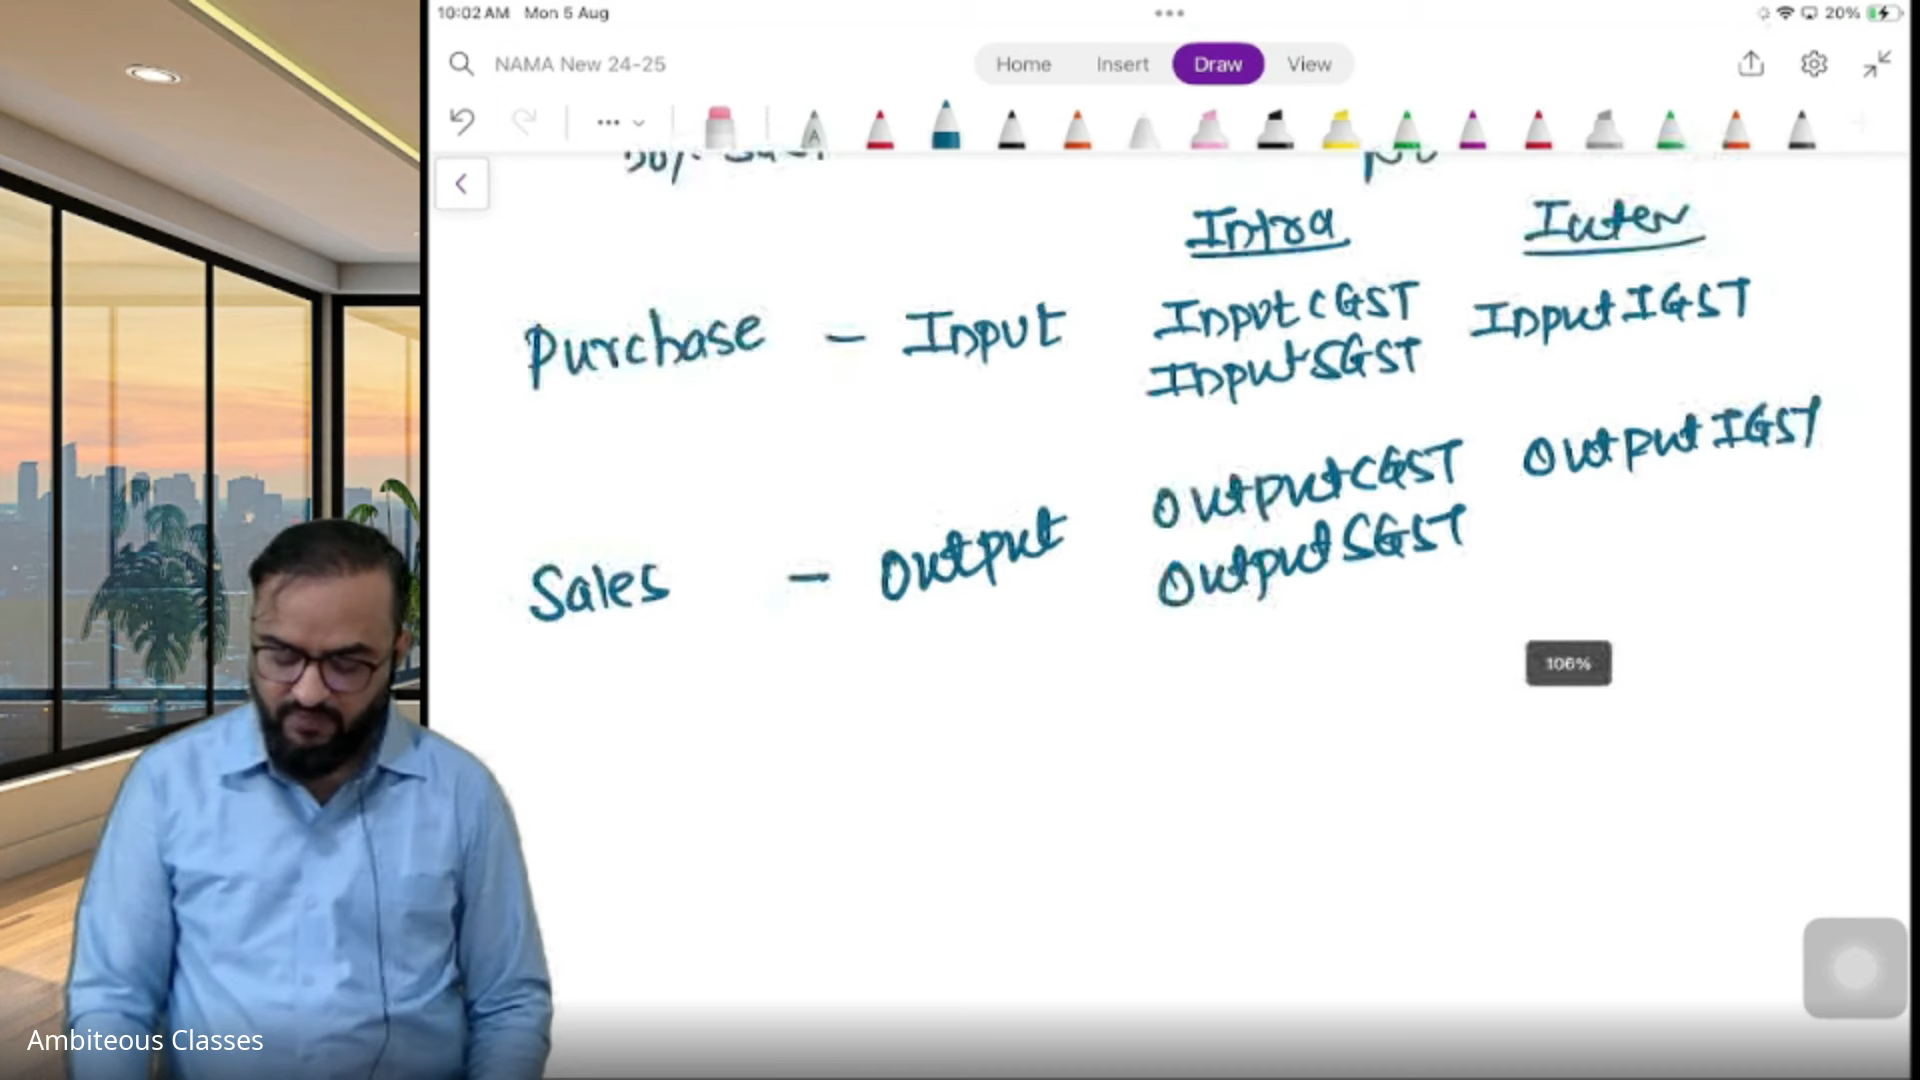 10:02 AM Mon 5 Aug
20%
NAMA New 24-25
Home Insert Draw View
A
Intra Inter
Purchase - Input Input CGST Input IGST
Input SGST
Sales - Output Output CGST Output IGST
Output SGST
106%
Ambiteous Classes